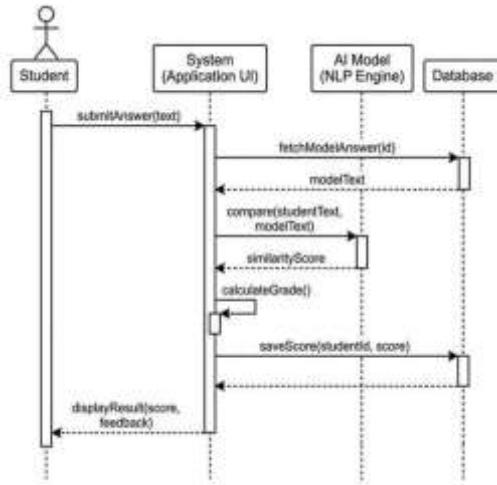 Student
System
(Application UI)
AI Model
(NLP Engine)
Database
submitAnswer(text)
fetchModelAnswer(id)
modelText
compare(studentText,
modelText)
similarityScore
calculateGrade()
saveScore(studentId, score)
displayResult(score,
feedback)